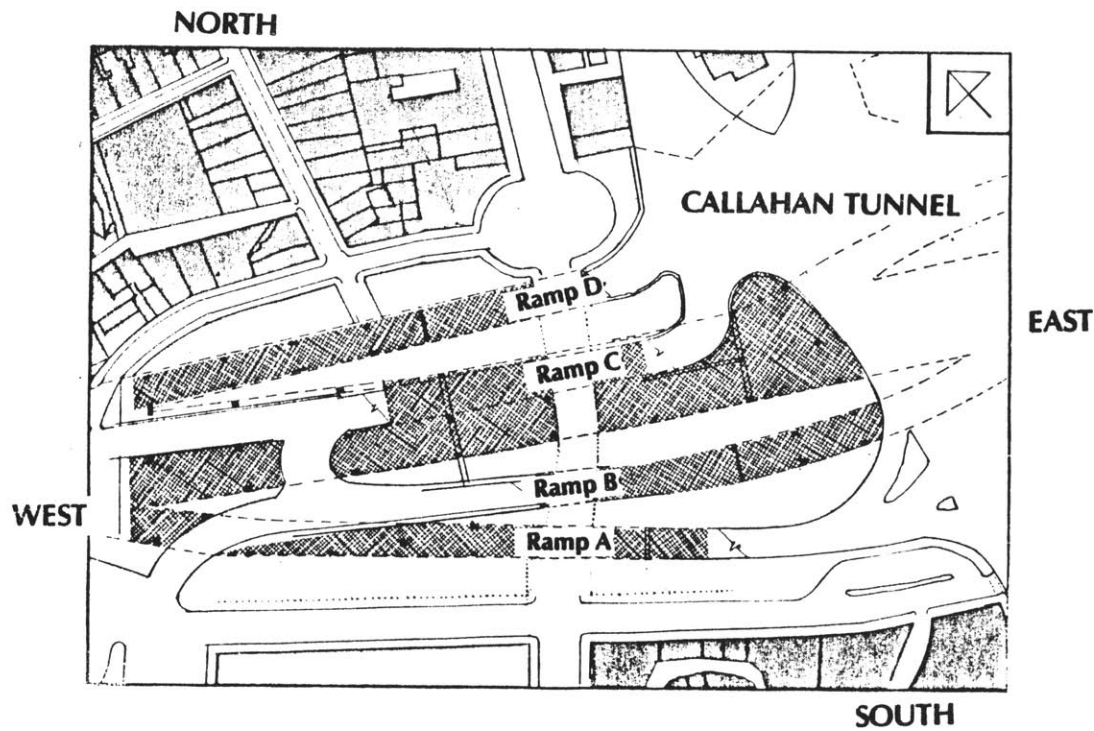 NORTH
CALLAHAN TUNNEL
Ramp D
EAST
Ramp C
Ramp B
WEST
Ramp A
SOUTH